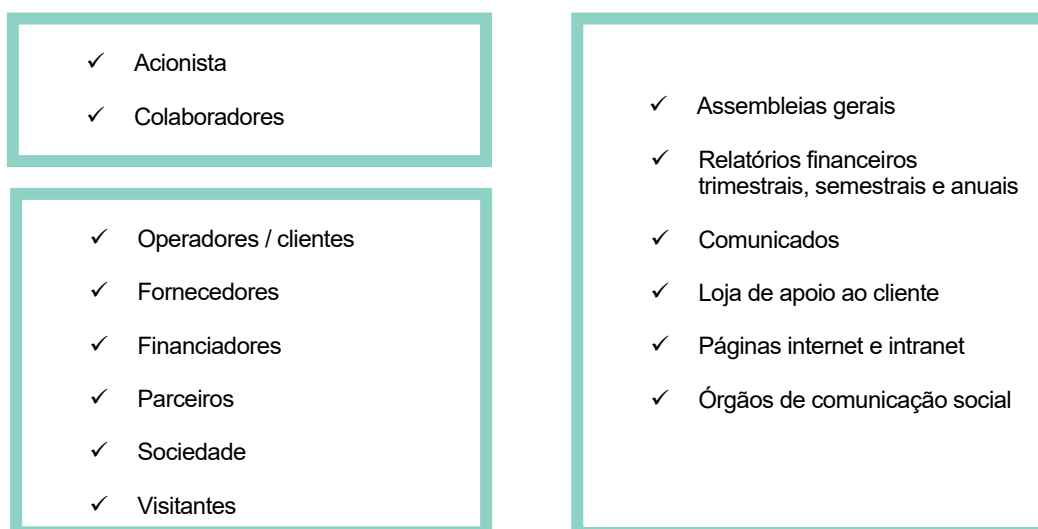 ✓ Acionista
✓ Colaboradores
✓ Operadores / clientes
✓ Fornecedores
✓ Financiadores
✓ Parceiros
✓ Sociedade
✓ Visitantes
✓ Assembleias gerais
✓ Relatórios financeiros
trimestrais, semestrais e anuais
✓ Comunicados
✓ Loja de apoio ao cliente
✓ Páginas internet e intranet
✓ Órgãos de comunicação social